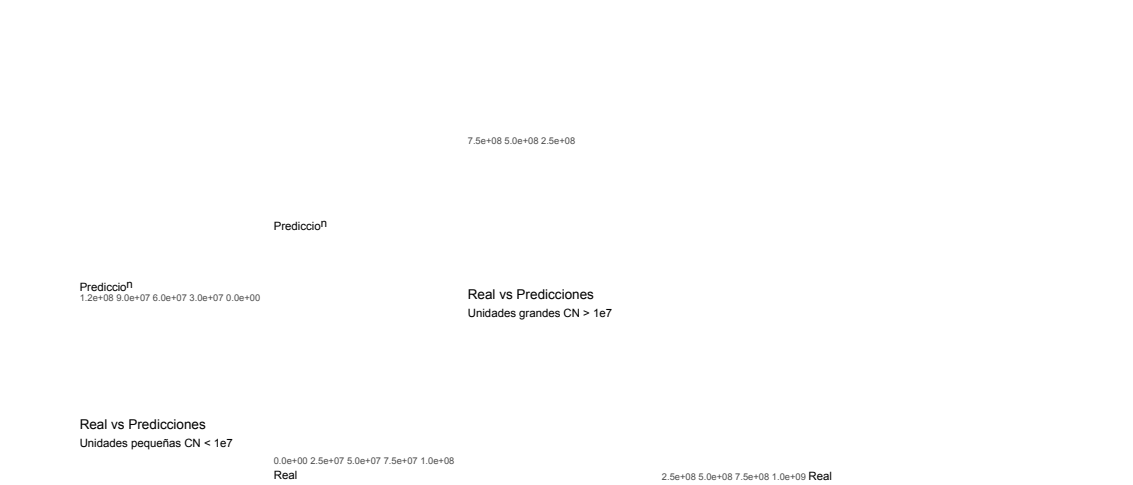 7.5e+08 5.0e+08 2.5e+08
Prediccion
Prediccion
1.2e+08 9.0e+07 6.0e+07 3.0e+07 0.0e+00
Real vs Predicciones
Unidades grandes CN > 1e7
Real vs Predicciones
Unidades pequeñas CN < 1e7
0.0e+00 2.5e+07 5.0e+07 7.5e+07 1.0e+08
Real
2.5e+08 5.0e+08 7.5e+08 1.0e+09 Real